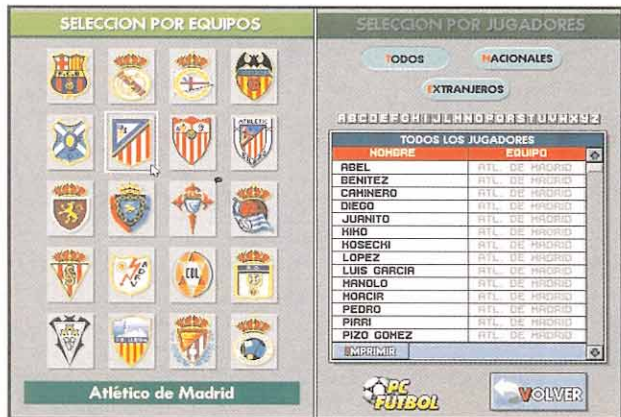 SELECCION POR EQUIPOS
SELECCION POR JUGADORES
TODOS
NACIONALES
EXTRANJEROS
ABCDEFGHIJLMNOPQRSTUVWXYZ
TODOS LOS JUGADORES
NOMBRE EQUIPO
ABEL ATL. DE MADRID
BENITEZ ATL. DE MADRID
CAMINERO ATL. DE MADRID
DIEGO ATL. DE MADRID
JUANITO ATL. DE MADRID
KIKO ATL. DE MADRID
KOSECKI ATL. DE MADRID
LOPEZ ATL. DE MADRID
LUIS GARCIA ATL. DE MADRID
MANOLO ATL. DE MADRID
MOACIR ATL. DE MADRID
PEDRO ATL. DE MADRID
PIRRI ATL. DE MADRID
PIZO GOMEZ ATL. DE MADRID
IMPRIMIR
Atlético de Madrid
PC FUTBOL
VOLVER